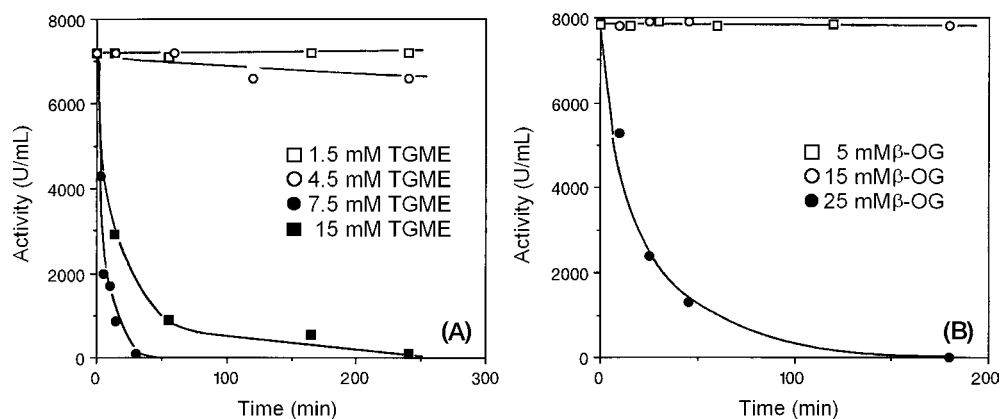 8000
6000
4000
2000
0
Activity (U/mL)
1.5 mM TGME
4.5 mM TGME
7.5 mM TGME
15 mM TGME
(A)
0
100
200
300
Time (min)
8000
6000
4000
2000
0
Activity (U/mL)
5 mMβ-OG
15 mMβ-OG
25 mMβ-OG
(B)
0
100
200
Time (min)